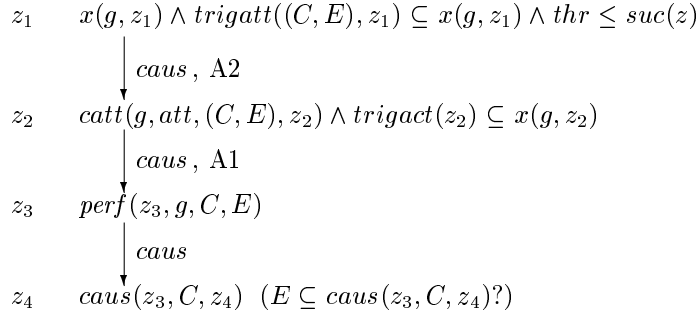 z₁ x(g, z₁) ∧ trigatt((C, E), z₁) ⊆ x(g, z₁) ∧ thr ≤ suc(z)
caus , A2
z₂ catt(g, att, (C, E), z₂) ∧ trigact(z₂) ⊆ x(g, z₂)
caus , A1
z₃ perf(z₃, g, C, E)
caus
z₄ caus(z₃, C, z₄) (E ⊆ caus(z₃, C, z₄)?)